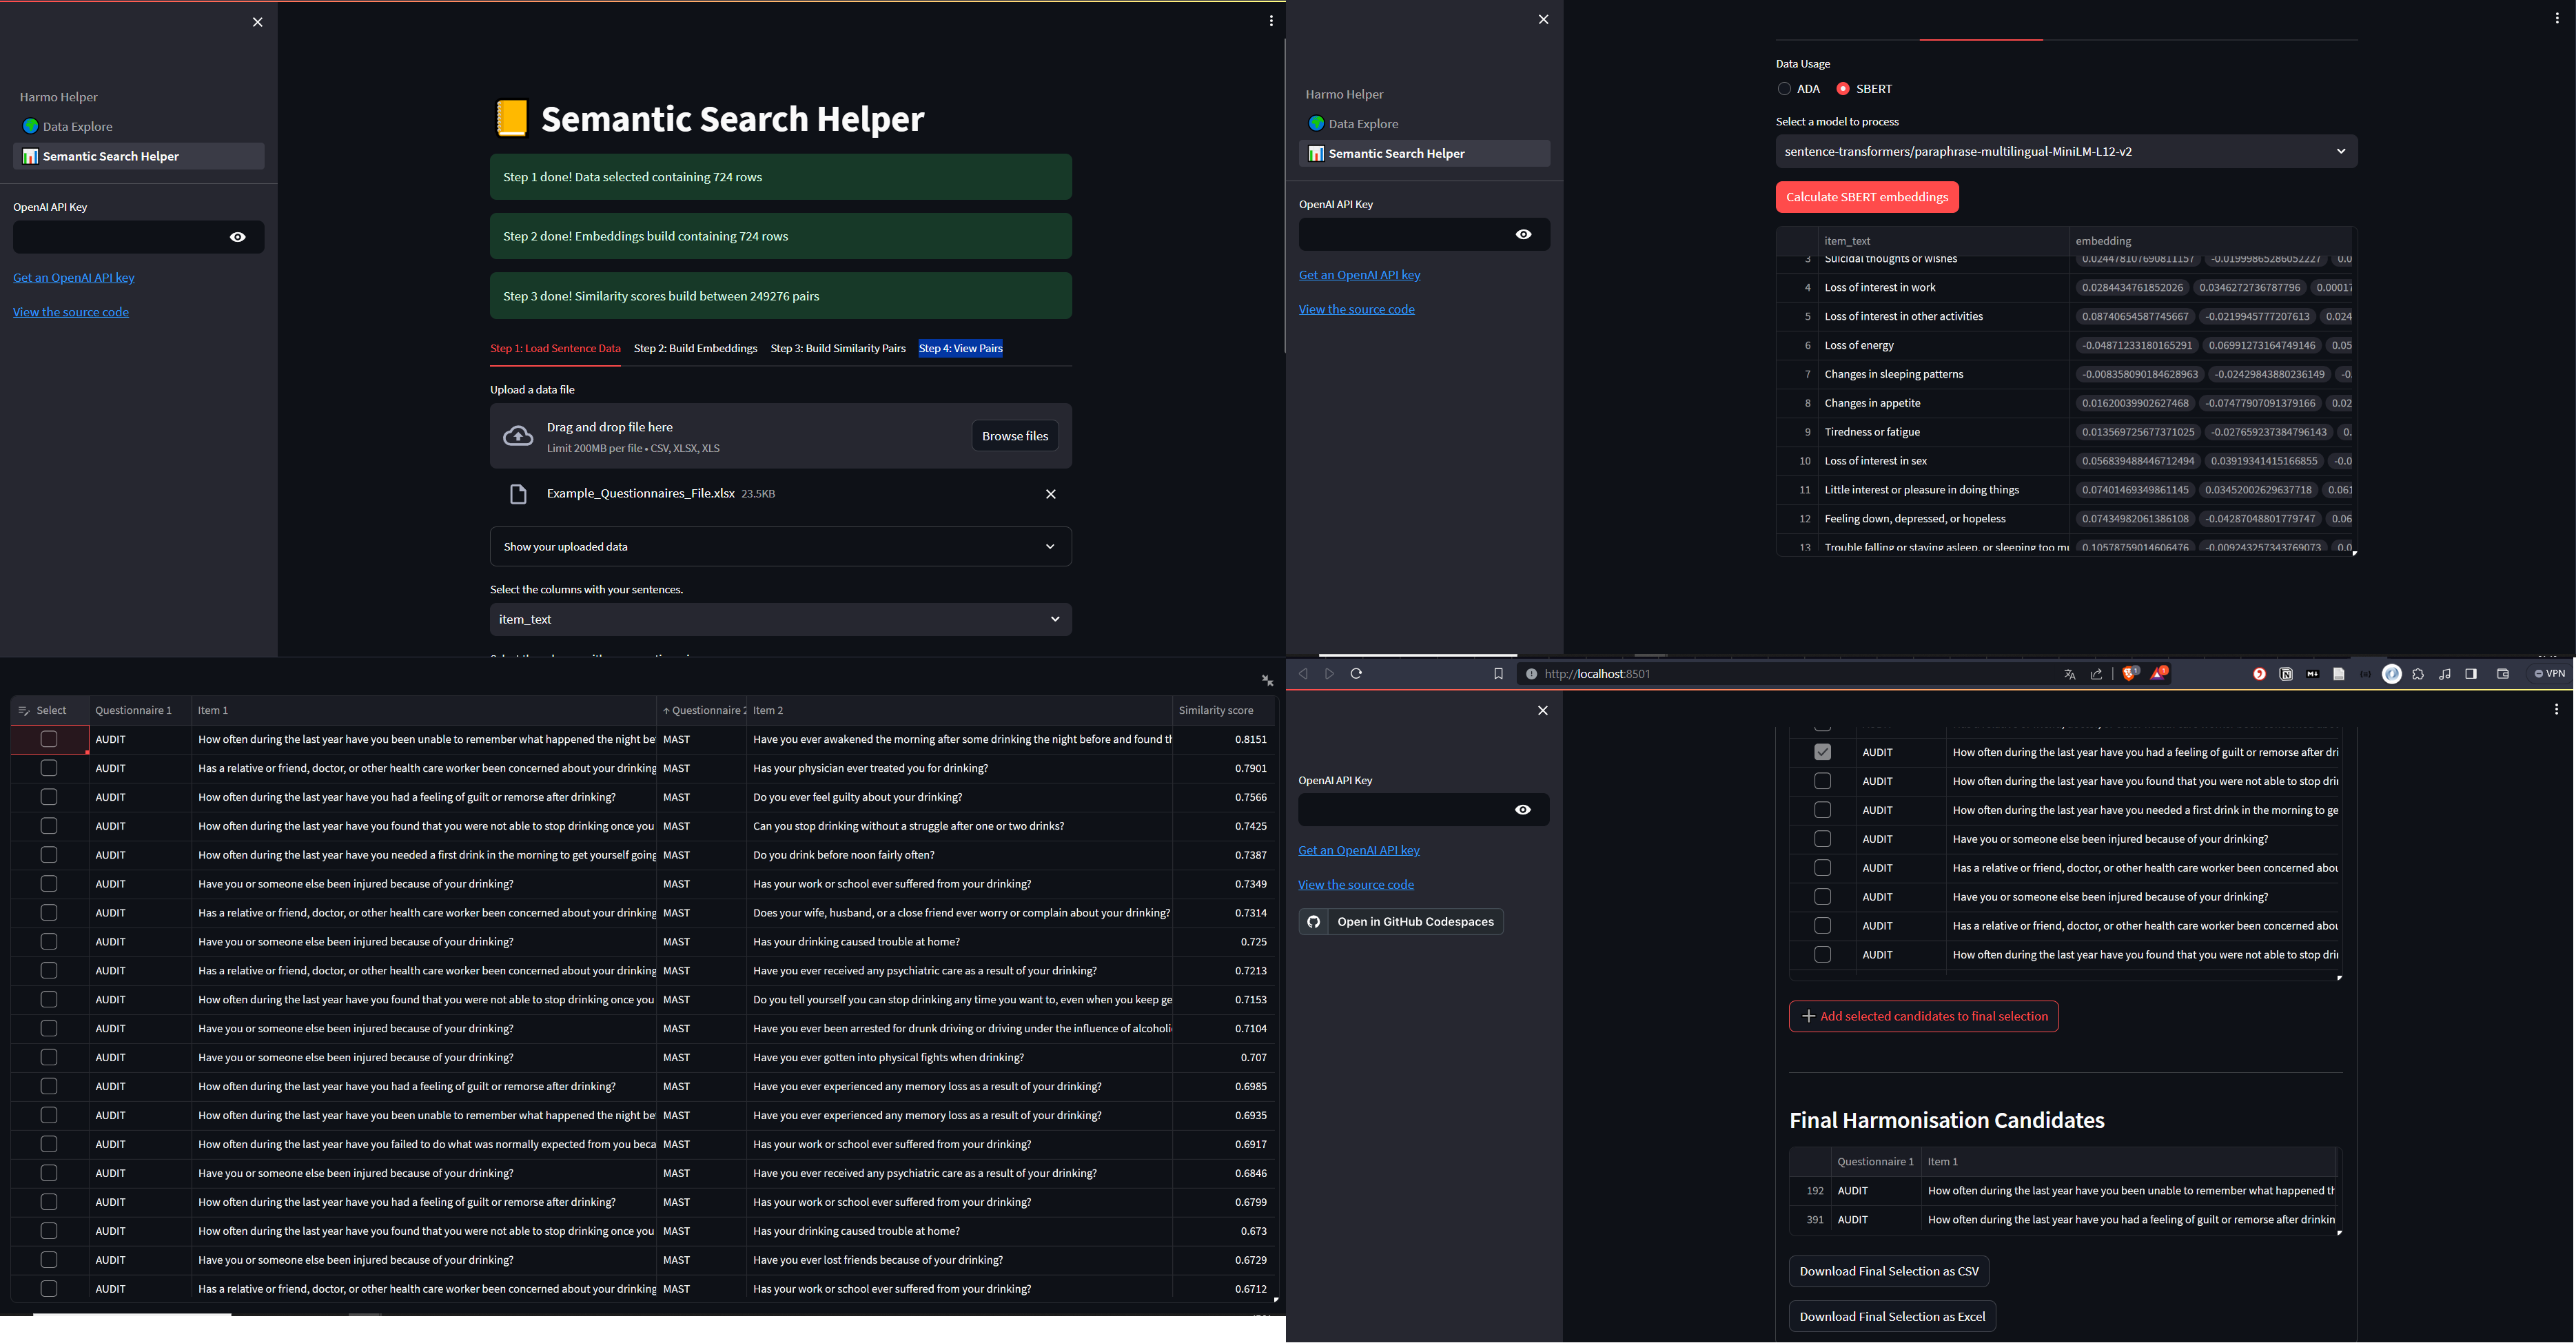 Harmo Helper
Data Explore
Semantic Search Helper
OpenAI API Key
Get an OpenAI API key
View the source code
Semantic Search Helper
Step 1 done! Data selected containing 724 rows
Step 2 done! Embeddings build containing 724 rows
Step 3 done! Similarity scores build between 249276 pairs
Step 1: Load Sentence Data Step 2: Build Embeddings Step 3: Build Similarity Pairs Step 4: View Pairs
Upload a data file
Drag and drop file here
Limit 200MB per file • CSV, XLSX, XLS
Browse files
Example_Questionnaires_File.xlsx 23.5KB
Show your uploaded data
Select the columns with your sentences.
item_text
Harmo Helper
Data Explore
Semantic Search Helper
OpenAI API Key
Get an OpenAI API key
View the source code
Data Usage
ADA SBERT
Select a model to process
sentence-transformers/paraphrase-multilingual-MiniLM-L12-v2
Calculate SBERT embeddings
item_text embedding
3 Suicidal thoughts or wishes 0.024478107690811157 -0.01999865286052227 0.0
4 Loss of interest in work 0.0284434761852026 0.0346272736787796 0.00017
5 Loss of interest in other activities 0.08740654587745667 -0.0219945777207613 0.024
6 Loss of energy -0.04871233180165291 0.06991273164749146 0.05
7 Changes in sleeping patterns -0.008358090184628963 -0.02429843880236149 -0.
8 Changes in appetite 0.01620039902627468 -0.07477907091379166 0.02
9 Tiredness or fatigue 0.013569725677371025 -0.027659237384796143 0.
10 Loss of interest in sex 0.056839488446712494 0.03919341415166855 -0.0
11 Little interest or pleasure in doing things 0.07401469349861145 0.03452002629637718 0.061
12 Feeling down, depressed, or hopeless 0.07434982061386108 -0.04287048801779747 0.06
13 Trouble falling or staying asleep, or sleeping too mu 0.10578759014606476 -0.009243257343769073 0.0
Select Questionnaire 1 Item 1 ↑ Questionnaire 2 Item 2 Similarity score
AUDIT How often during the last year have you been unable to remember what happened the night be MAST Have you ever awakened the morning after some drinking the night before and found th 0.8151
AUDIT Has a relative or friend, doctor, or other health care worker been concerned about your drinking MAST Has your physician ever treated you for drinking? 0.7901
AUDIT How often during the last year have you had a feeling of guilt or remorse after drinking? MAST Do you ever feel guilty about your drinking? 0.7566
AUDIT How often during the last year have you found that you were not able to stop drinking once you MAST Can you stop drinking without a struggle after one or two drinks? 0.7425
AUDIT How often during the last year have you needed a first drink in the morning to get yourself going MAST Do you drink before noon fairly often? 0.7387
AUDIT Have you or someone else been injured because of your drinking? MAST Has your work or school ever suffered from your drinking? 0.7349
AUDIT Has a relative or friend, doctor, or other health care worker been concerned about your drinking MAST Does your wife, husband, or a close friend ever worry or complain about your drinking? 0.7314
AUDIT Have you or someone else been injured because of your drinking? MAST Has your drinking caused trouble at home? 0.725
AUDIT Has a relative or friend, doctor, or other health care worker been concerned about your drinking MAST Have you ever received any psychiatric care as a result of your drinking? 0.7213
AUDIT How often during the last year have you found that you were not able to stop drinking once you MAST Do you tell yourself you can stop drinking any time you want to, even when you keep ge 0.7153
AUDIT Have you or someone else been injured because of your drinking? MAST Have you ever been arrested for drunk driving or driving under the influence of alcoholi 0.7104
AUDIT Have you or someone else been injured because of your drinking? MAST Have you ever gotten into physical fights when drinking? 0.707
AUDIT How often during the last year have you had a feeling of guilt or remorse after drinking? MAST Have you ever experienced any memory loss as a result of your drinking? 0.6985
AUDIT How often during the last year have you been unable to remember what happened the night be MAST Have you ever experienced any memory loss as a result of your drinking? 0.6935
AUDIT How often during the last year have you failed to do what was normally expected from you beca MAST Has your work or school ever suffered from your drinking? 0.6917
AUDIT Have you or someone else been injured because of your drinking? MAST Have you ever received any psychiatric care as a result of your drinking? 0.6846
AUDIT How often during the last year have you had a feeling of guilt or remorse after drinking? MAST Has your work or school ever suffered from your drinking? 0.6799
AUDIT How often during the last year have you found that you were not able to stop drinking once you MAST Has your drinking caused trouble at home? 0.673
AUDIT Have you or someone else been injured because of your drinking? MAST Have you ever lost friends because of your drinking? 0.6729
AUDIT Has a relative or friend, doctor, or other health care worker been concerned about your drinking MAST Has your work or school ever suffered from your drinking? 0.6712
http://localhost:8501
VPN
OpenAI API Key
Get an OpenAI API key
View the source code
Open in GitHub Codespaces
AUDIT How often during the last year have you had a feeling of guilt or remorse after dri
AUDIT How often during the last year have you found that you were not able to stop drin
AUDIT How often during the last year have you needed a first drink in the morning to ge
AUDIT Have you or someone else been injured because of your drinking?
AUDIT Has a relative or friend, doctor, or other health care worker been concerned abou
AUDIT Have you or someone else been injured because of your drinking?
AUDIT Has a relative or friend, doctor, or other health care worker been concerned abou
AUDIT How often during the last year have you found that you were not able to stop drin
Add selected candidates to final selection
Final Harmonisation Candidates
Questionnaire 1 Item 1
192 AUDIT How often during the last year have you been unable to remember what happened th
391 AUDIT How often during the last year have you had a feeling of guilt or remorse after drinkin
Download Final Selection as CSV
Download Final Selection as Excel